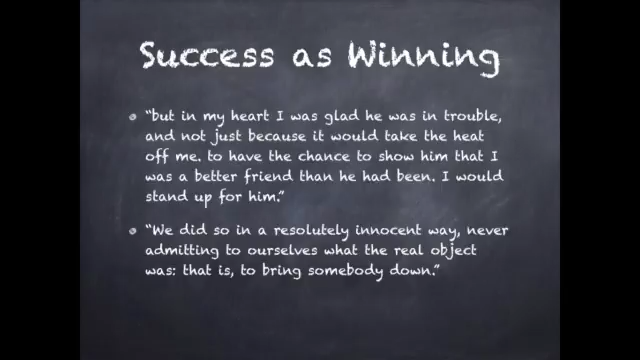 Success as Winning
“but in my heart I was glad he was in trouble,
and not just because it would take the heat
off me. to have the chance to show him that I
was a better friend than he had been. I would
stand up for him.”
“We did so in a resolutely innocent way, never
admitting to ourselves what the real object
was: that is, to bring somebody down.”